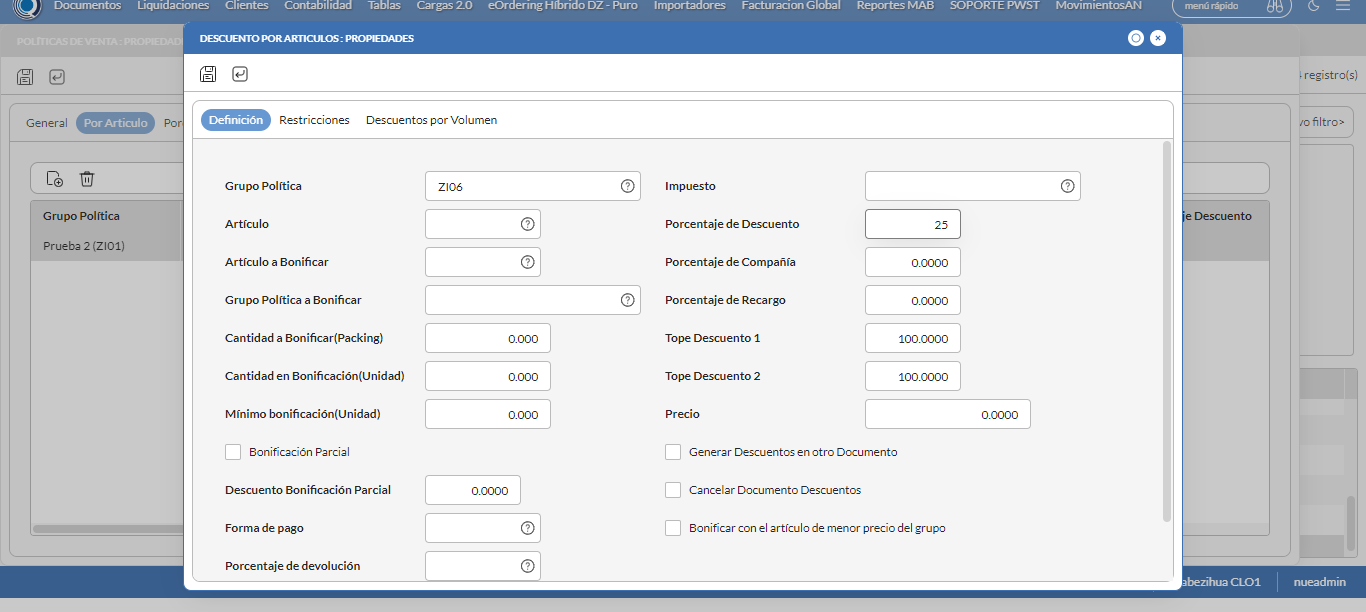 Documentos Liquidaciones Clientes Contabilidad Tablas Cargas 2.0 eOrdering Híbrido DZ - Puro Importadores Facturacion Global Reportes MAB SOPORTE PWST MovimientosAN menú rápido
POLÍTICAS DE VENTA : PROPIEDAD
DESCUENTO POR ARTICULOS : PROPIEDADES
registro(s)
General Por Articulo Por
Definición Restricciones Descuentos por Volumen
vo filtro>
Grupo Política ZI06 Impuesto
Grupo Política
je Descuento
Artículo Porcentaje de Descuento 25
Prueba 2 (ZI01)
Artículo a Bonificar Porcentaje de Compañía 0.0000
Grupo Política a Bonificar Porcentaje de Recargo 0.0000
Cantidad a Bonificar(Packing) 0.000 Tope Descuento 1 100.0000
Cantidad en Bonificación(Unidad) 0.000 Tope Descuento 2 100.0000
Mínimo bonificación(Unidad) 0.000 Precio 0.0000
Bonificación Parcial Generar Descuentos en otro Documento
Descuento Bonificación Parcial 0.0000 Cancelar Documento Descuentos
Forma de pago Bonificar con el artículo de menor precio del grupo
Porcentaje de devolución
abezihua CLO1 nueadmin